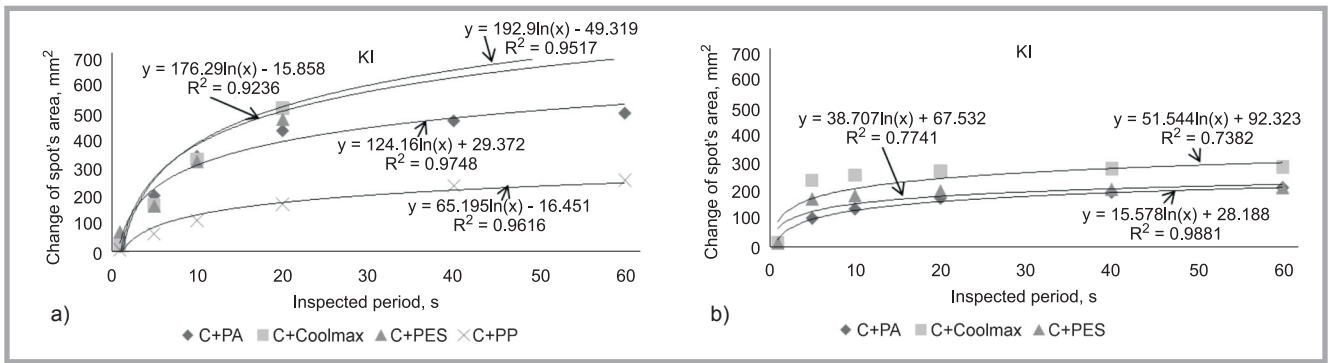 Change of spot's area, mm²
700
600
500
400
300
200
100
0
KI
y = 192.9ln(x) - 49.319
R² = 0.9517
y = 176.29ln(x) - 15.858
R² = 0.9236
y = 124.16ln(x) + 29.372
R² = 0.9748
y = 65.195ln(x) - 16.451
R² = 0.9616
0 10 20 30 40 50 60
Inspected period, s
a)
C+PA C+Coolmax C+PES C+PP
Change of spot's area, mm²
700
600
500
400
300
200
100
0
KI
y = 38.707ln(x) + 67.532
R² = 0.7741
y = 51.544ln(x) + 92.323
R² = 0.7382
y = 15.578ln(x) + 28.188
R² = 0.9881
0 10 20 30 40 50 60
Inspected period, s
b)
C+PA C+Coolmax C+PES